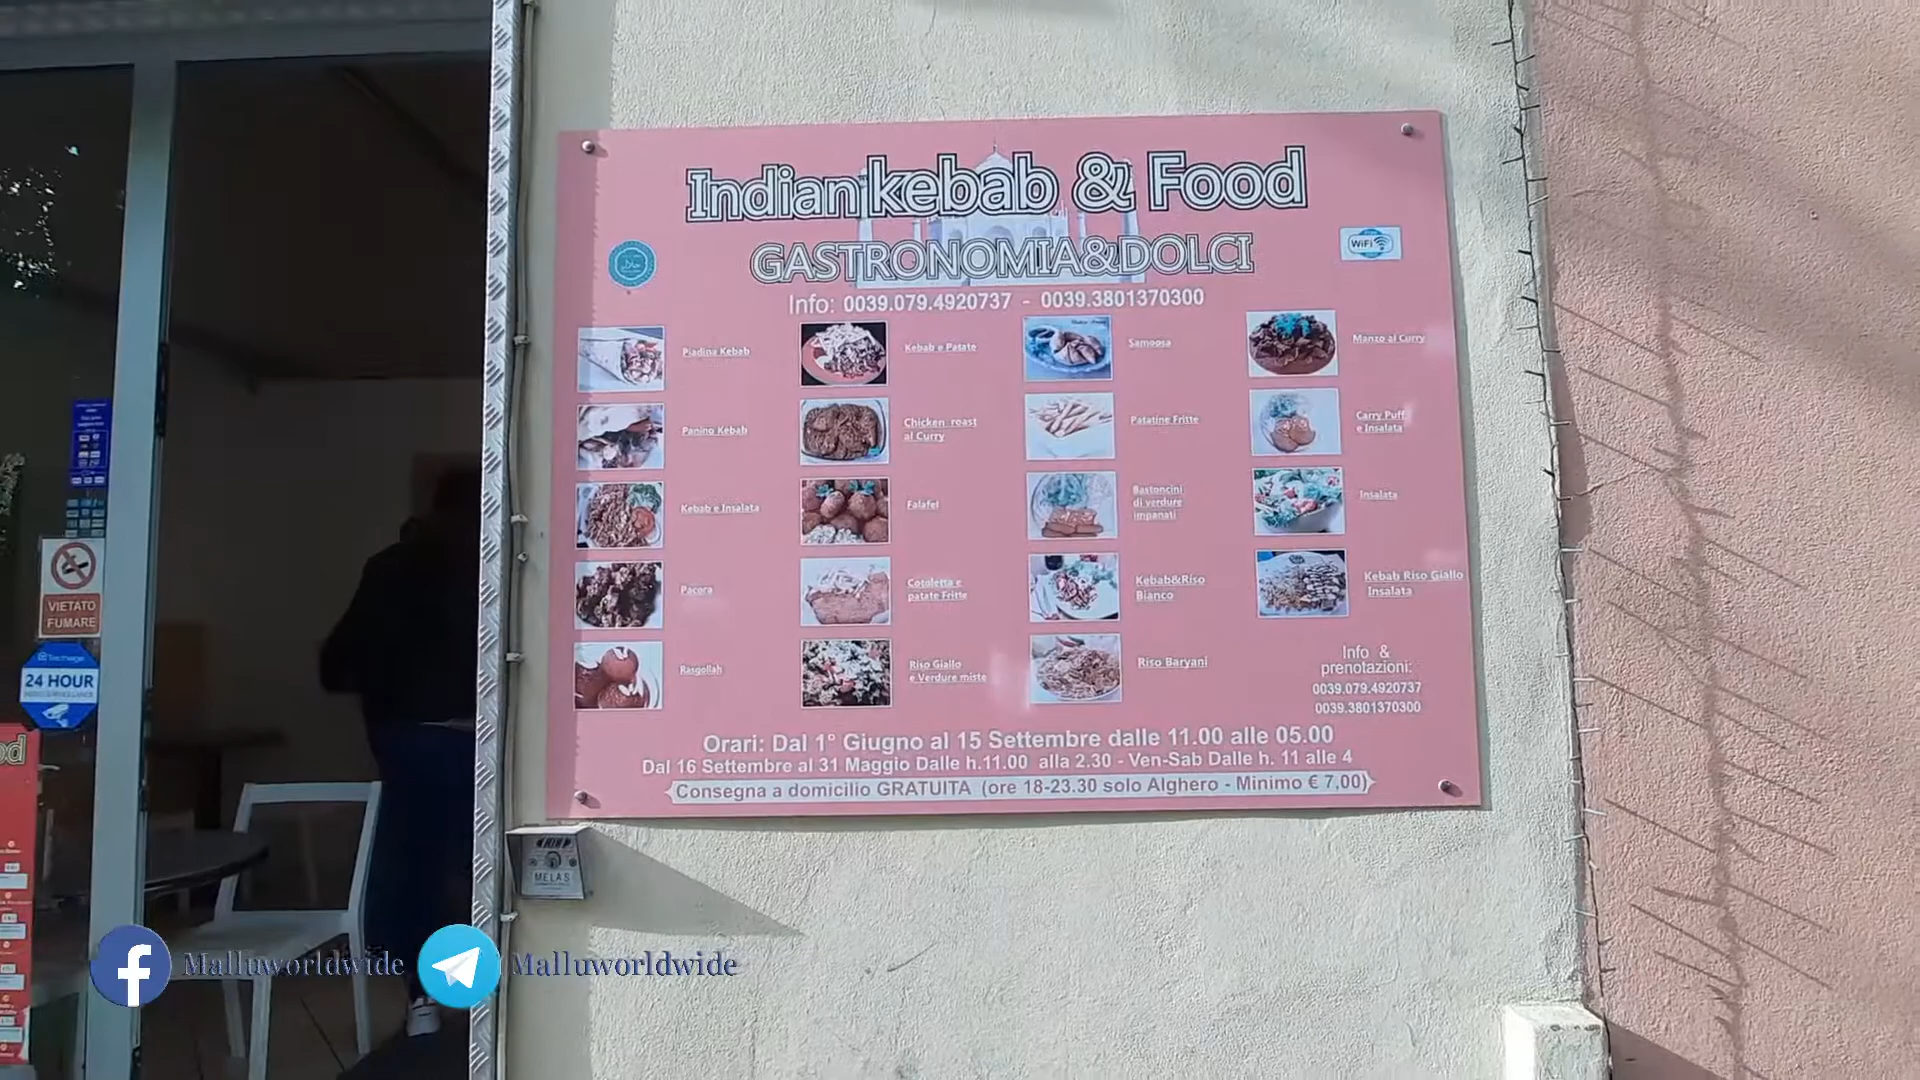 Indian kebab & Food
GASTRONOMIA&DOLCI
WiFi
Info: 0039.079.4920737 - 0039.3801370300
Piadina Kebab
Kebab e Patate
Samoosa
Manzo al Curry
Panino Kebab
Chicken roast
al Curry
Patatine Fritte
Carry Puff
e Insalata
Kebab e Insalata
Falafel
Bastoncini
di verdure
impanati
Insalata
Pacora
Cotoletta e
patate Fritte
Kebab&Riso
Bianco
Kebab Riso Giallo
Insalata
Rasgollah
Riso Giallo
e Verdure miste
Riso Baryani
Info &
prenotazioni:
0039.079.4920737
0039.3801370300
Orari: Dal 1° Giugno al 15 Settembre dalle 11.00 alle 05.00
Dal 16 Settembre al 31 Maggio Dalle h.11.00 alla 2.30 - Ven-Sab Dalle h. 11 alle 4
Consegna a domicilio GRATUITA (ore 18-23.30 solo Alghero - Minimo € 7,00)
VIETATO
FUMARE
Techage
24 HOUR
od
MELAS
Malluworldwide
Malluworldwide